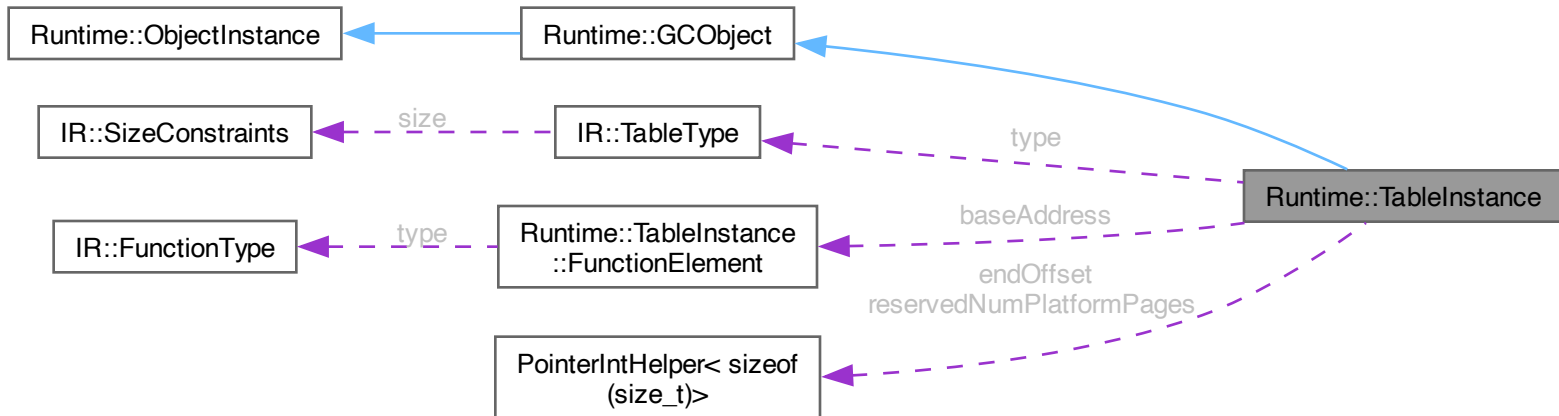 Runtime::ObjectInstance
Runtime::GCObject
IR::SizeConstraints
size
IR::TableType
type
Runtime::TableInstance
IR::FunctionType
type
Runtime::TableInstance
::FunctionElement
baseAddress
endOffset
reservedNumPlatformPages
PointerIntHelper< sizeof
(size_t)>